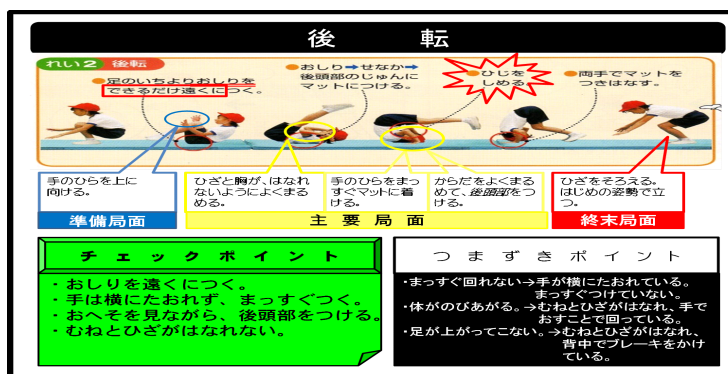 後 転
れい2 後転
●足のいちよりおしりを
できるだけ遠くにつく。
●おしり➡せなか➡
後頭部のじゅんに
マットにつける。
●ひじを
しめる
●両手でマットを
つきはなす。
手のひらを上に
向ける。
準備局面
ひざと胸が、はなれ
ないようによくまる
める。
手のひらをまっ
すぐマットに着
ける。
からだをよくまる
めて、後頭部をつ
ける。
主 要 局 面
ひざをそろえる。
はじめの姿勢で立
つ。
終末局面
チ ェ ッ ク ポ イ ン ト
・おしりを遠くにつく。
・手は横にたおれず、まっすぐつく。
・おへそを見ながら、後頭部をつける。
・むねとひざがはなれない。
つ ま ず き ポ イ ン ト
・まっすぐ回れない→手が横にたおれている。
まっすぐつけていない。
・体がのびあがる。→むねとひざがはなれ、手で
おすことで回っている。
・足が上がってこない。→むねとひざがはなれ、
背中でブレーキをかけ
ている。